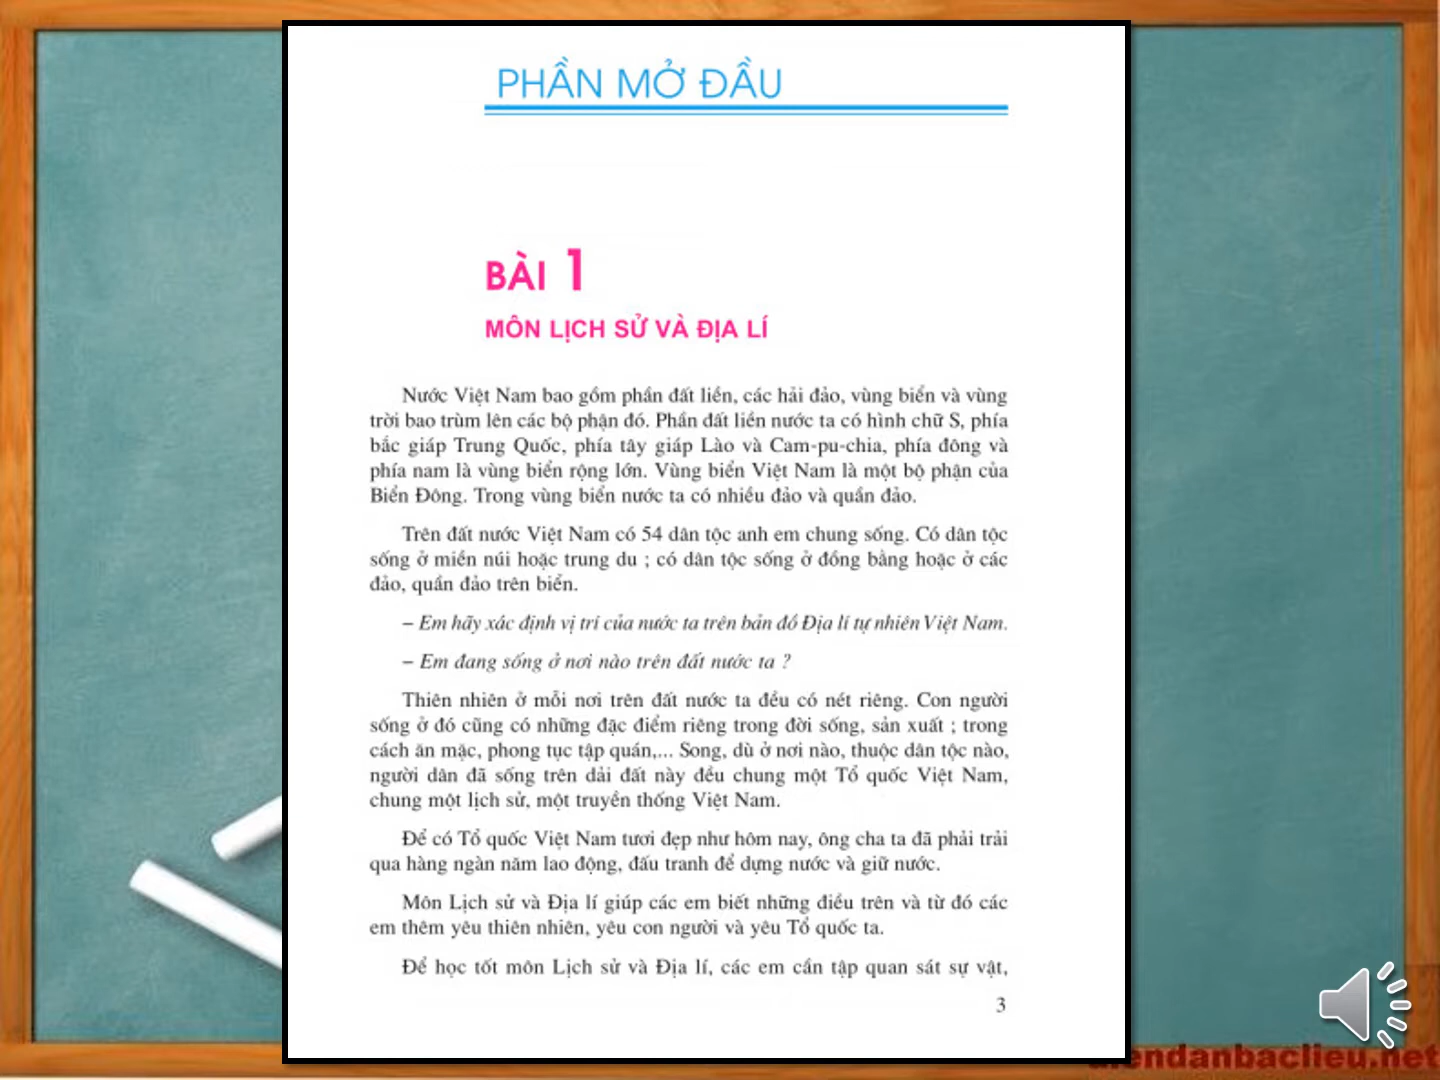 PHẦN MỞ ĐẦU
BÀI 1
MÔN LỊCH SỬ VÀ ĐỊA LÍ
Nước Việt Nam bao gồm phần đất liền, các hải đảo, vùng biển và vùng
trời bao trùm lên các bộ phận đó. Phần đất liền nước ta có hình chữ S, phía
bắc giáp Trung Quốc, phía tây giáp Lào và Cam-pu-chia, phía đông và
phía nam là vùng biển rộng lớn. Vùng biển Việt Nam là một bộ phận của
Biển Đông. Trong vùng biển nước ta có nhiều đảo và quần đảo.
Trên đất nước Việt Nam có 54 dân tộc anh em chung sống. Có dân tộc
sống ở miền núi hoặc trung du ; có dân tộc sống ở đồng bằng hoặc ở các
đảo, quần đảo trên biển.
– Em hãy xác định vị trí của nước ta trên bản đồ Địa lí tự nhiên Việt Nam.
– Em đang sống ở nơi nào trên đất nước ta ?
Thiên nhiên ở mỗi nơi trên đất nước ta đều có nét riêng. Con người
sống ở đó cũng có những đặc điểm riêng trong đời sống, sản xuất ; trong
cách ăn mặc, phong tục tập quán,... Song, dù ở nơi nào, thuộc dân tộc nào,
người dân đã sống trên dải đất này đều chung một Tổ quốc Việt Nam,
chung một lịch sử, một truyền thống Việt Nam.
Để có Tổ quốc Việt Nam tươi đẹp như hôm nay, ông cha ta đã phải trải
qua hàng ngàn năm lao động, đấu tranh để dựng nước và giữ nước.
Môn Lịch sử và Địa lí giúp các em biết những điều trên và từ đó các
em thêm yêu thiên nhiên, yêu con người và yêu Tổ quốc ta.
Để học tốt môn Lịch sử và Địa lí, các em cần tập quan sát sự vật,
3